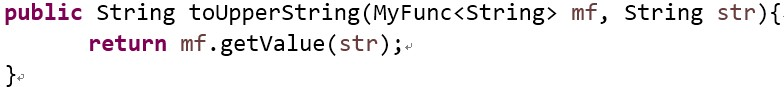 public String toUpperString(MyFunc<String> mf, String str){
return mf.getValue(str);
}